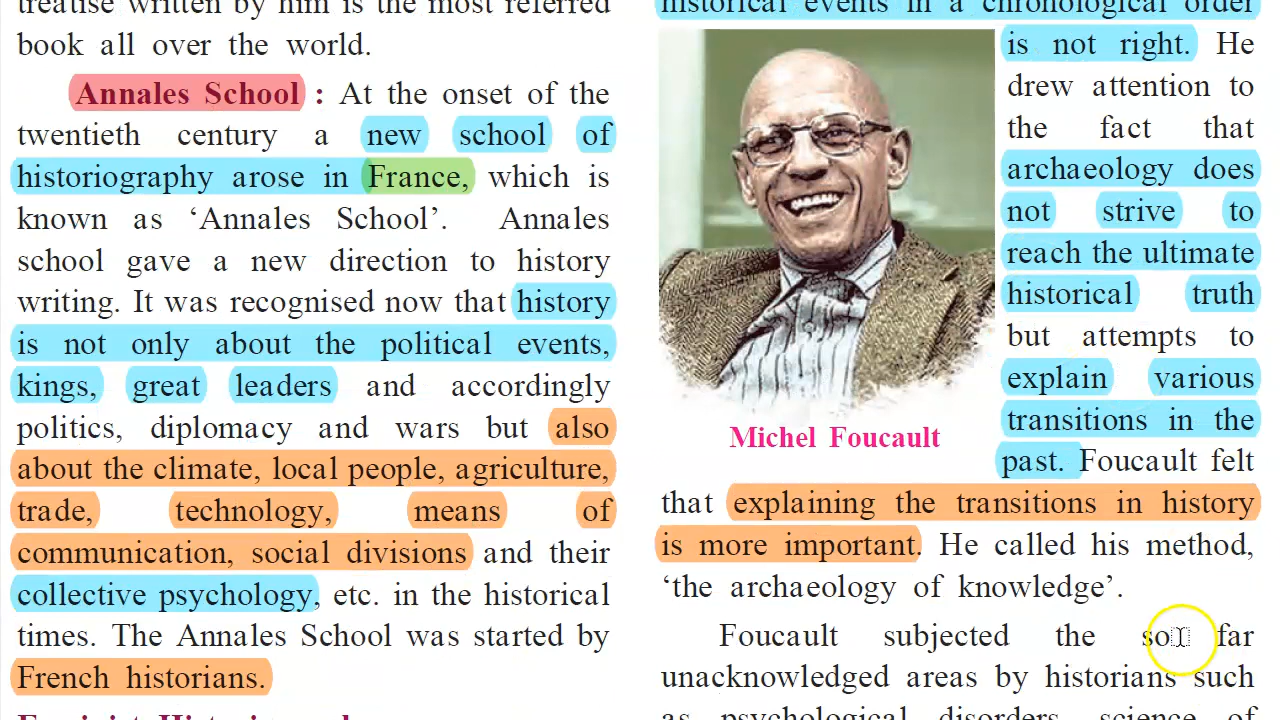 treatise written by him is the most referred
book all over the world.
Annales School : At the onset of the
twentieth century a new school of
historiography arose in France, which is
known as ‘Annales School’. Annales
school gave a new direction to history
writing. It was recognised now that history
is not only about the political events,
kings, great leaders and accordingly
politics, diplomacy and wars but also
about the climate, local people, agriculture,
trade, technology, means of
communication, social divisions and their
collective psychology, etc. in the historical
times. The Annales School was started by
French historians.
historical events in a chronological order
is not right. He
drew attention to
the fact that
archaeology does
not strive to
reach the ultimate
historical truth
but attempts to
explain various
transitions in the
past. Foucault felt
Michel Foucault
that explaining the transitions in history
is more important. He called his method,
‘the archaeology of knowledge’.
Foucault subjected the so far
unacknowledged areas by historians such
as psychological disorders, science of